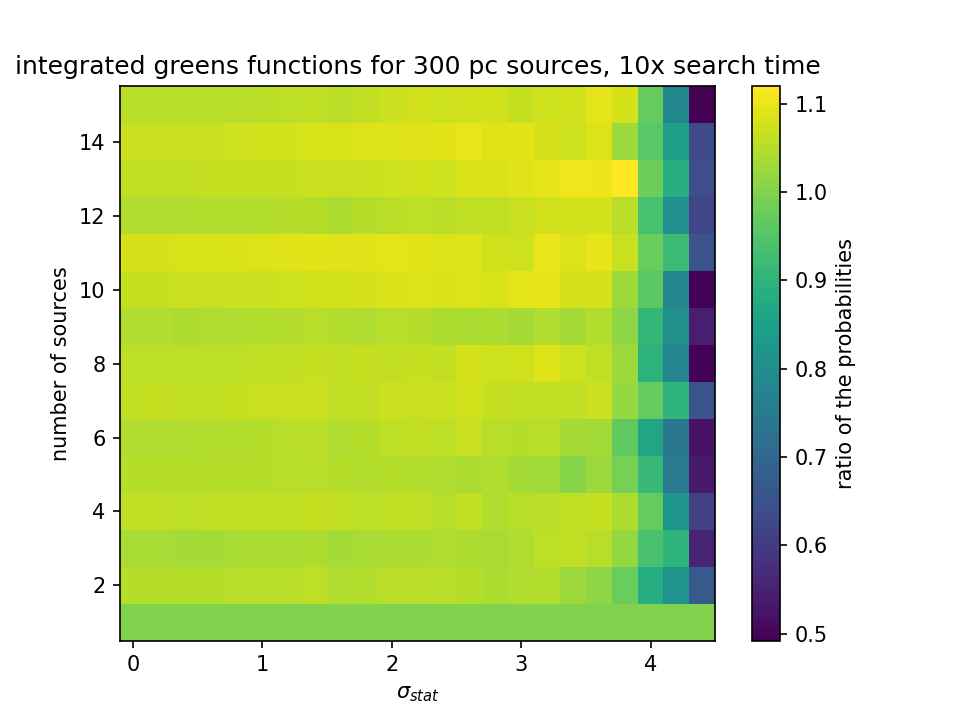 integrated greens functions for 300 pc sources, 10x search time
number of sources
14
12
10
8
6
4
2
0 1 2 3 4
σstat
1.1
1.0
0.9
0.8
0.7
0.6
0.5
ratio of the probabilities